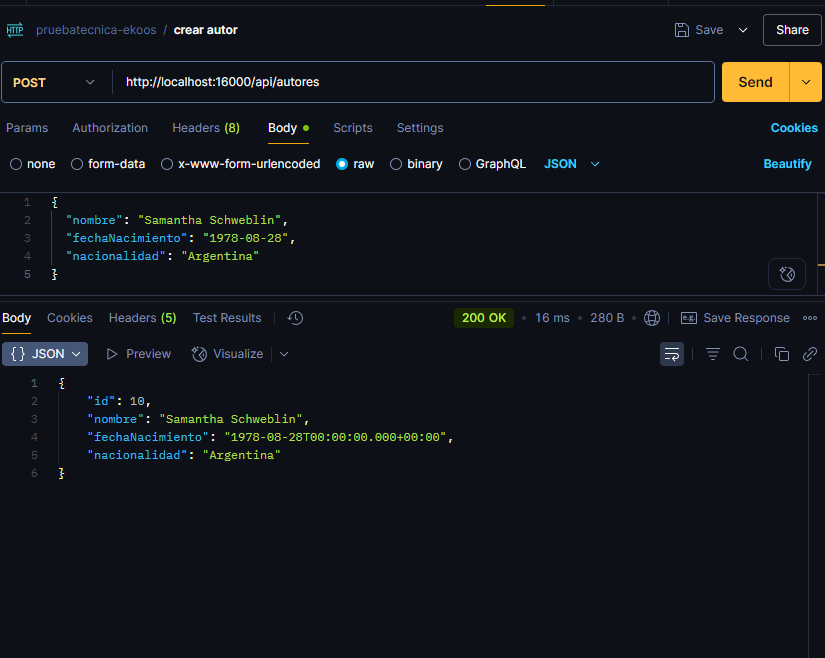 HTTP pruebatecnica-ekoos / crear autor Save Share
POST http://localhost:16000/api/autores Send
Params Authorization Headers (8) Body Scripts Settings Cookies
none form-data x-www-form-urlencoded raw binary GraphQL JSON Beautify
1 {
2 "nombre": "Samantha Schweblin",
3 "fechaNacimiento": "1978-08-28",
4 "nacionalidad": "Argentina"
5 }
Body Cookies Headers (5) Test Results 200 OK • 16 ms • 280 B • e.g. Save Response
{} JSON Preview Visualize
1 {
2 "id": 10,
3 "nombre": "Samantha Schweblin",
4 "fechaNacimiento": "1978-08-28T00:00:00.000+00:00",
5 "nacionalidad": "Argentina"
6 }